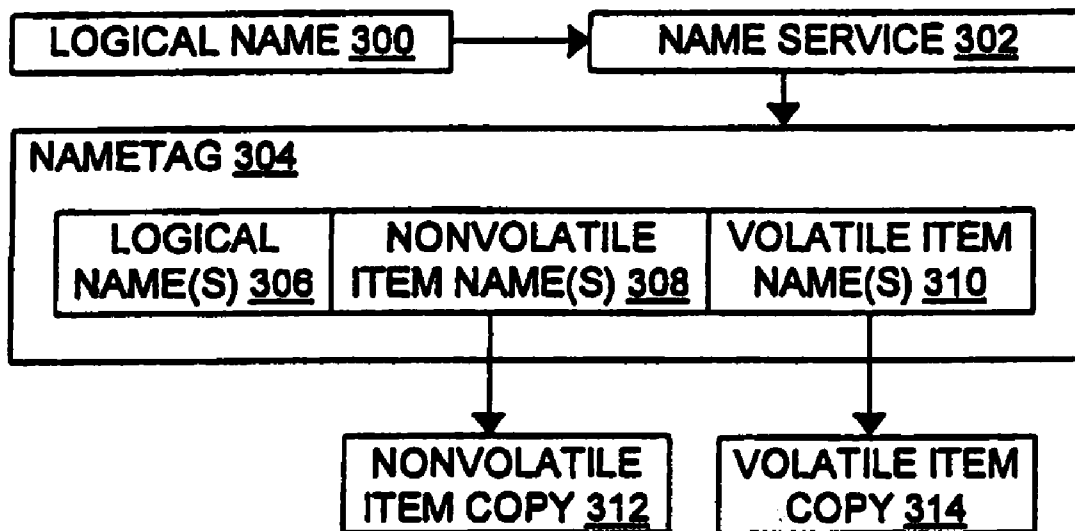 LOGICAL NAME 300
NAME SERVICE 302
NAMETAG 304
LOGICAL
NAME(S) 306
NONVOLATILE
ITEM NAME(S) 308
VOLATILE ITEM
NAME(S) 310
NONVOLATILE
ITEM COPY 312
VOLATILE ITEM
COPY 314